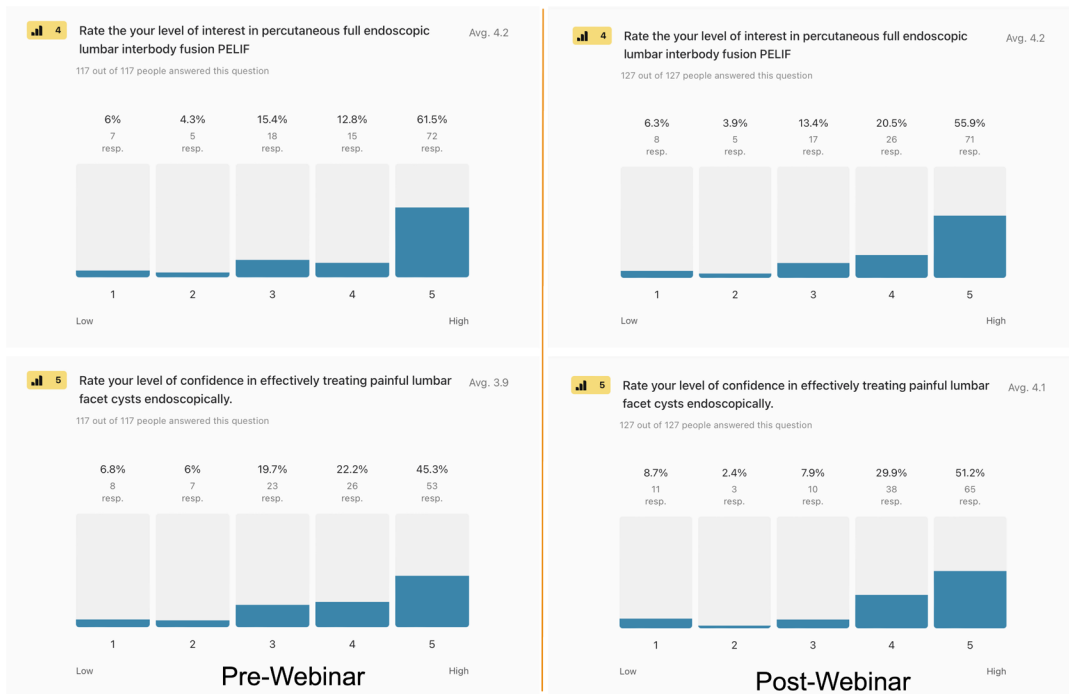 4 Rate the your level of interest in percutaneous full endoscopic Avg. 4.2
lumbar interbody fusion PELIF
117 out of 117 people answered this question
6% 4.3% 15.4% 12.8% 61.5%
7 5 18 15 72
resp. resp. resp. resp. resp.
1 2 3 4 5
Low High
4 Rate the your level of interest in percutaneous full endoscopic Avg. 4.2
lumbar interbody fusion PELIF
127 out of 127 people answered this question
6.3% 3.9% 13.4% 20.5% 55.9%
8 5 17 26 71
resp. resp. resp. resp. resp.
1 2 3 4 5
Low High
5 Rate your level of confidence in effectively treating painful lumbar Avg. 3.9
facet cysts endoscopically.
117 out of 117 people answered this question
6.8% 6% 19.7% 22.2% 45.3%
8 7 23 26 53
resp. resp. resp. resp. resp.
1 2 3 4 5
Low High
Pre-Webinar
5 Rate your level of confidence in effectively treating painful lumbar Avg. 4.1
facet cysts endoscopically.
127 out of 127 people answered this question
8.7% 2.4% 7.9% 29.9% 51.2%
11 3 10 38 65
resp. resp. resp. resp. resp.
1 2 3 4 5
Low High
Post-Webinar